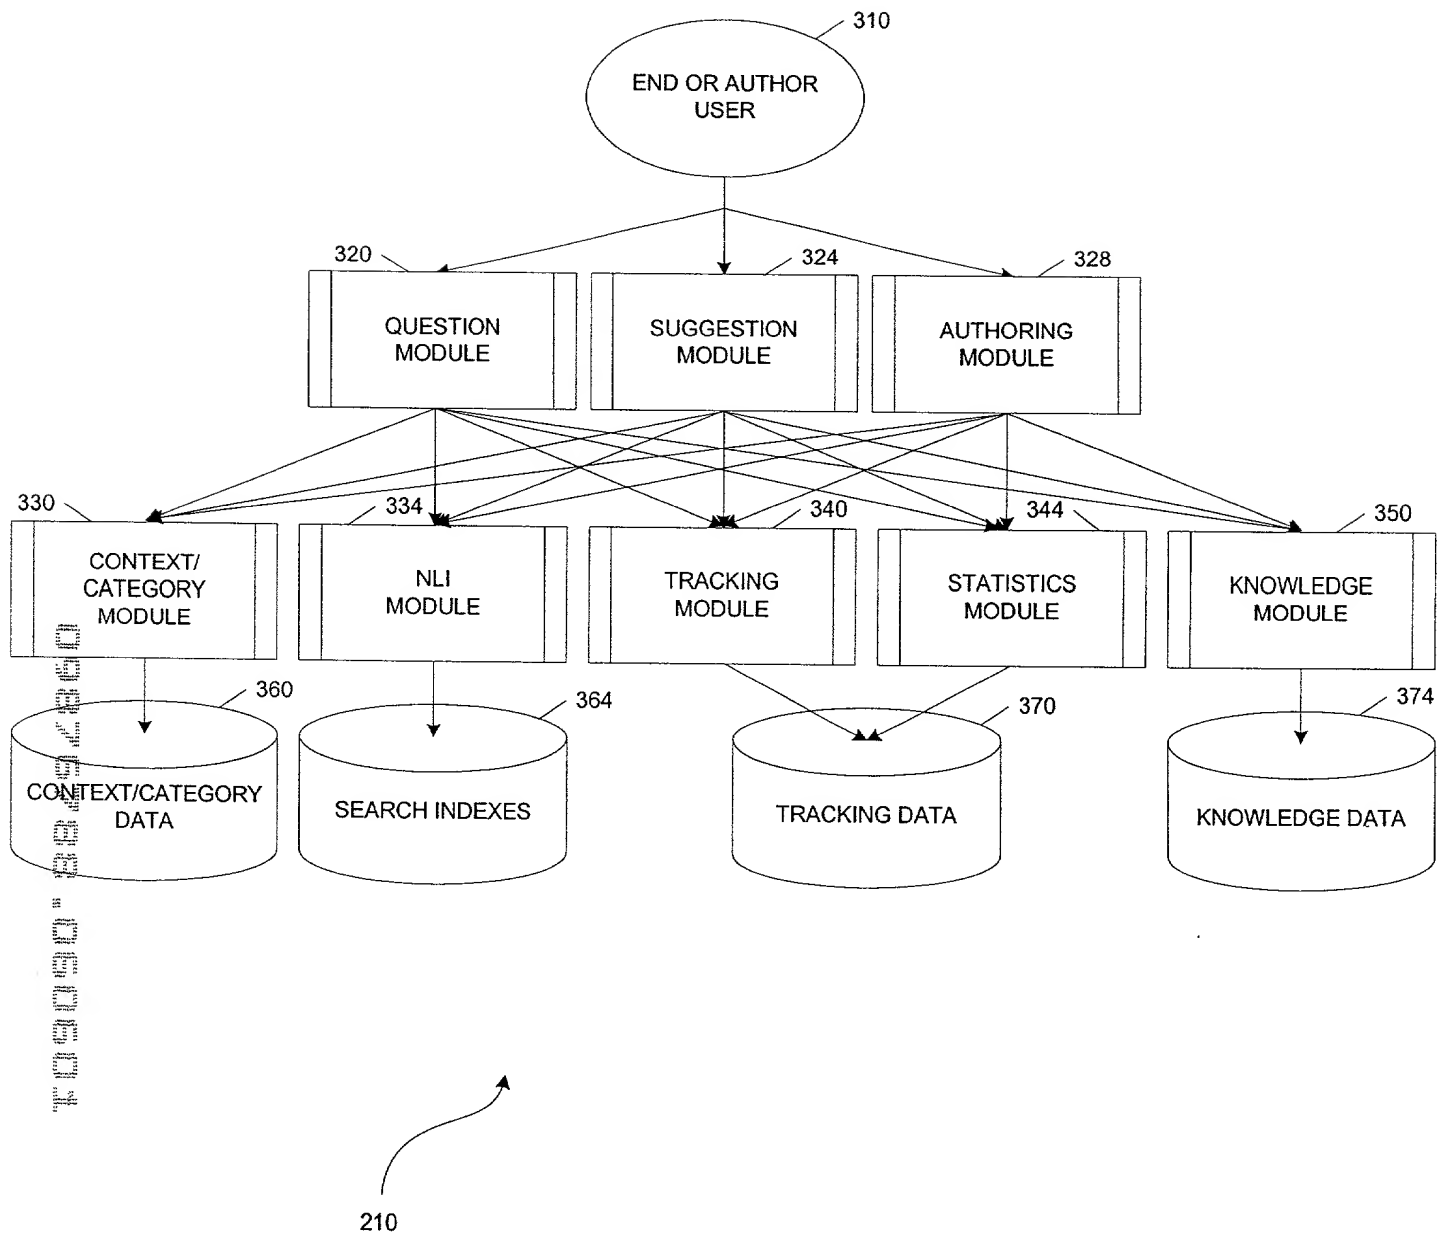 310
END OR AUTHOR
USER
320
324
328
QUESTION
MODULE
SUGGESTION
MODULE
AUTHORING
MODULE
330
334
340
344
350
CONTEXT/
CATEGORY
MODULE
NLI
MODULE
TRACKING
MODULE
STATISTICS
MODULE
KNOWLEDGE
MODULE
360
364
370
374
CONTEXT/CATEGORY
DATA
SEARCH INDEXES
TRACKING DATA
KNOWLEDGE DATA
210